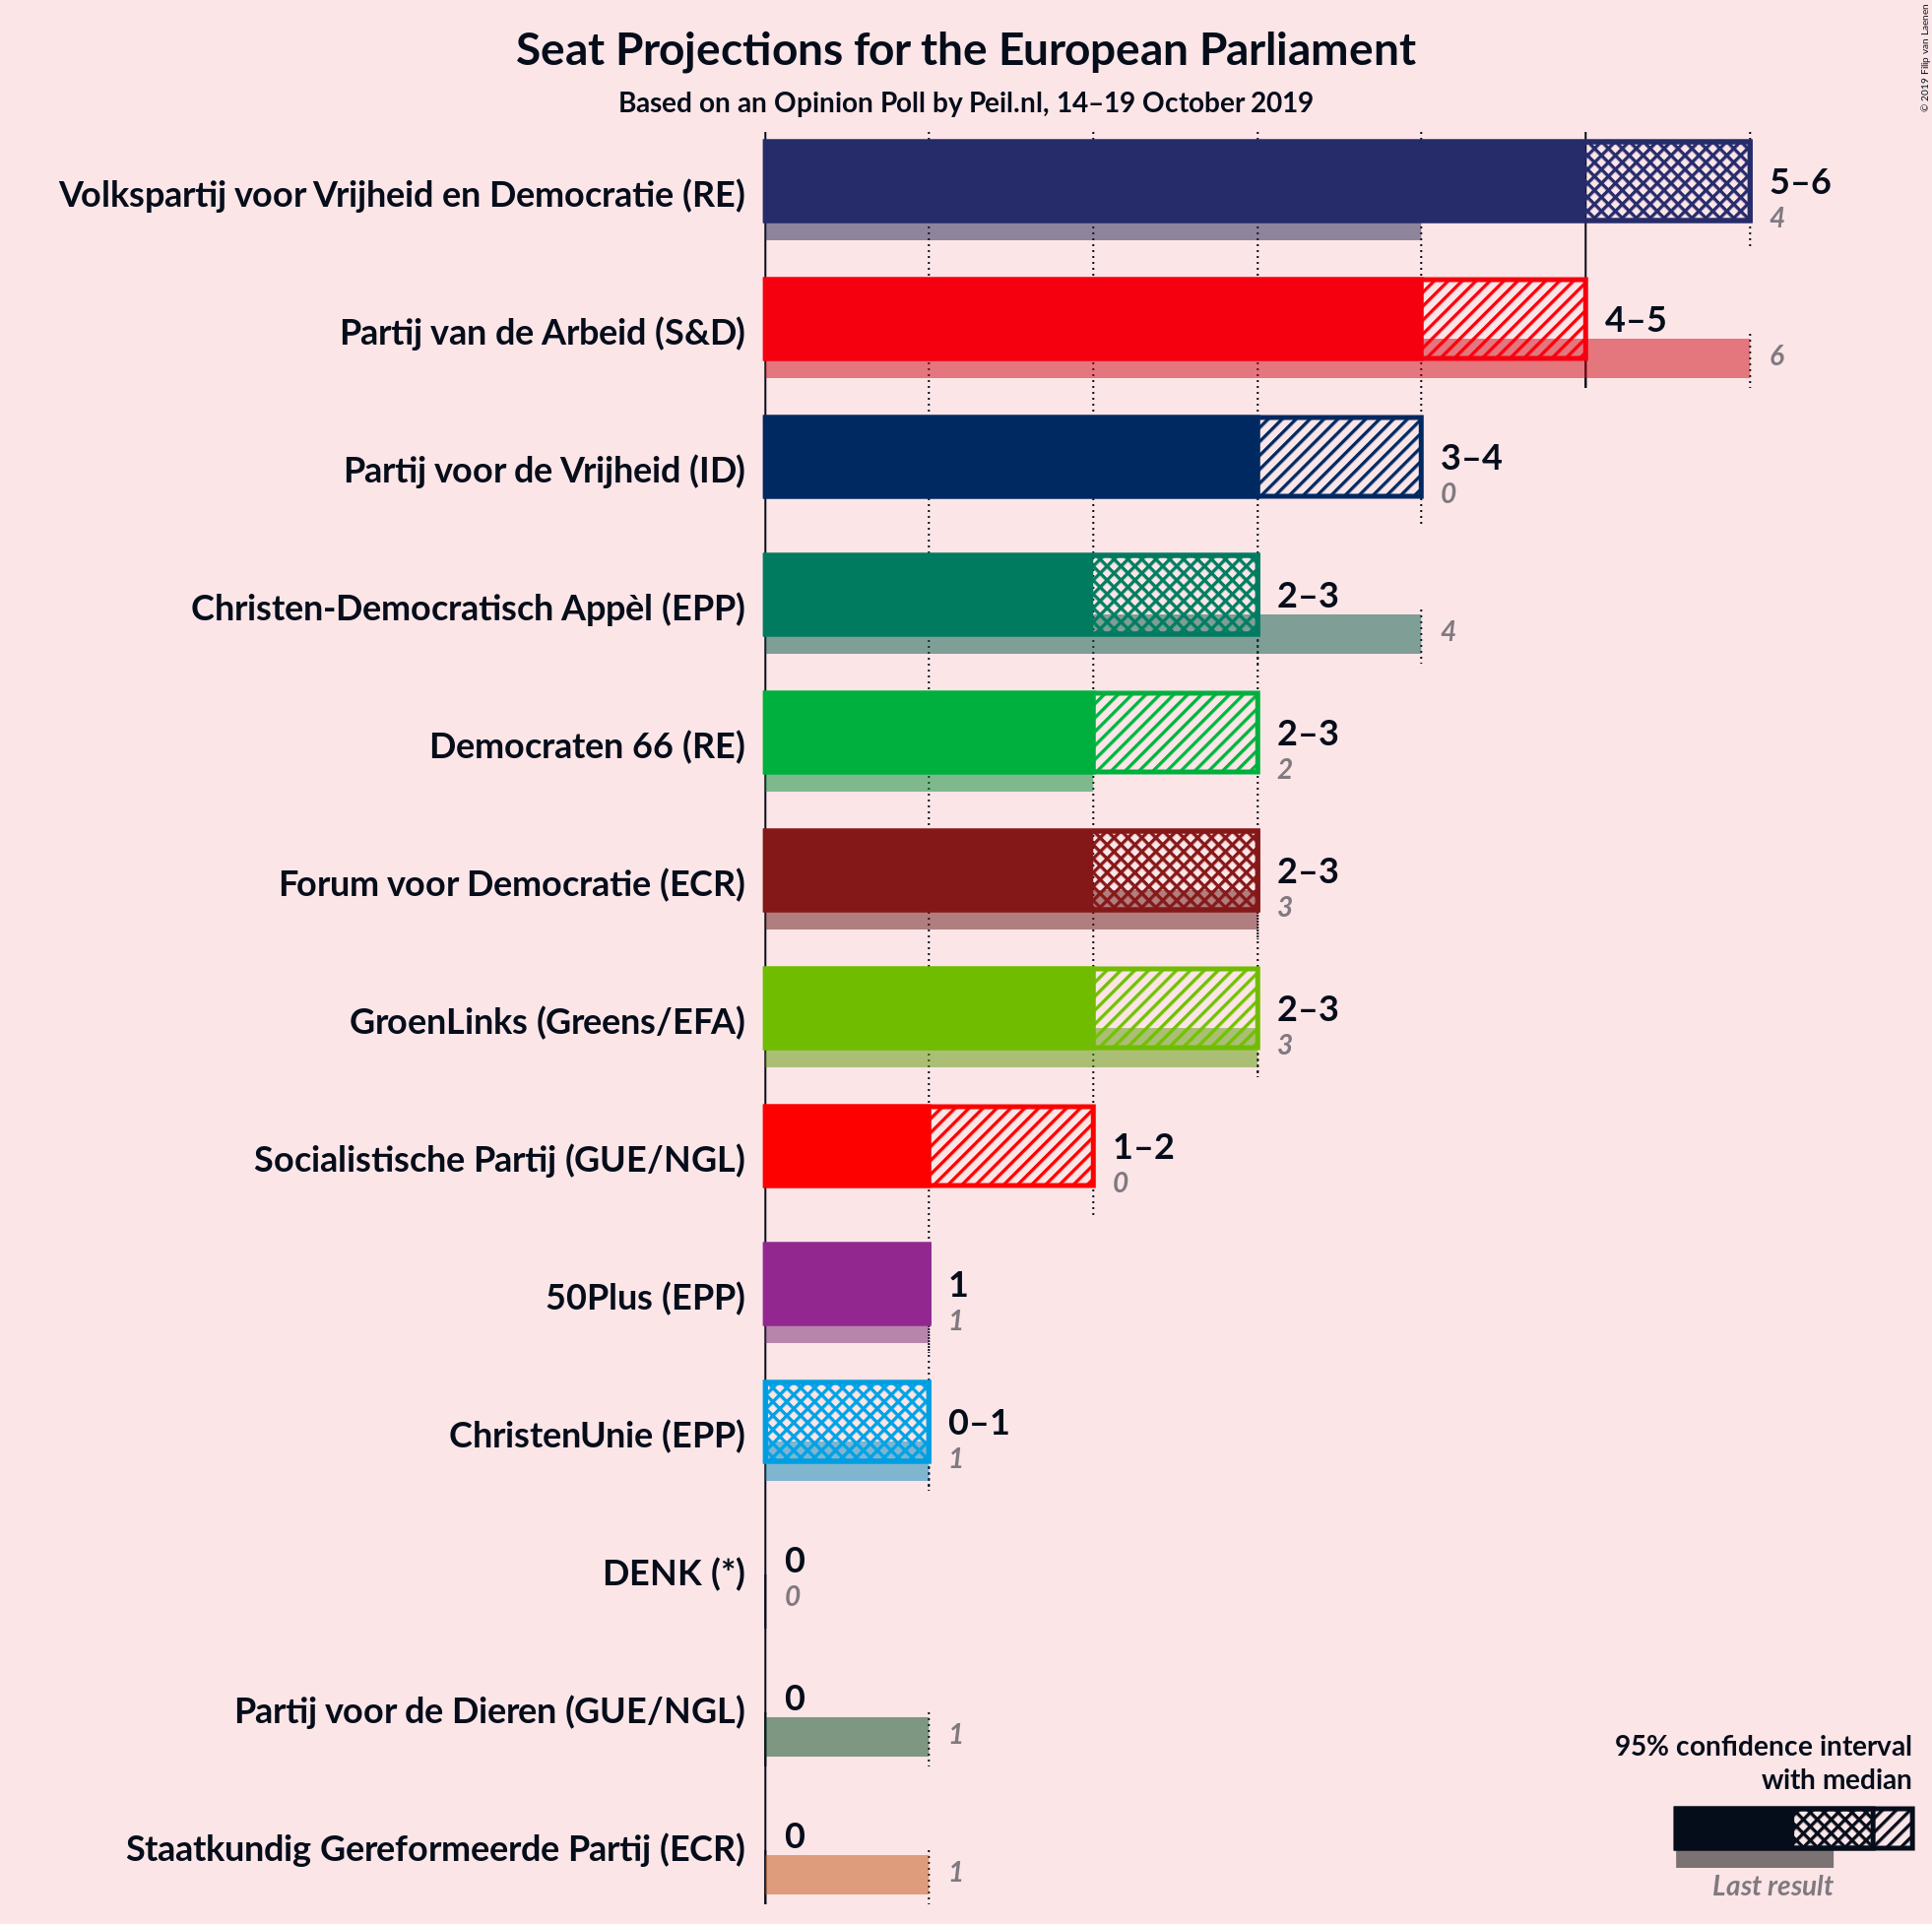 Seat Projections for the European Parliament
Based on an Opinion Poll by Peil.nl, 14–19 October 2019
© 2019 Filip van Laenen
Volkspartij voor Vrijheid en Democratie (RE)
5–6
4
Partij van de Arbeid (S&D)
4–5
6
Partij voor de Vrijheid (ID)
3–4
0
Christen-Democratisch Appèl (EPP)
2–3
4
Democraten 66 (RE)
2–3
2
Forum voor Democratie (ECR)
2–3
3
GroenLinks (Greens/EFA)
2–3
3
Socialistische Partij (GUE/NGL)
1–2
0
50Plus (EPP)
1
1
ChristenUnie (EPP)
0–1
1
DENK (*)
0
0
Partij voor de Dieren (GUE/NGL)
0
1
Staatkundig Gereformeerde Partij (ECR)
0
1
95% confidence interval
with median
Last result